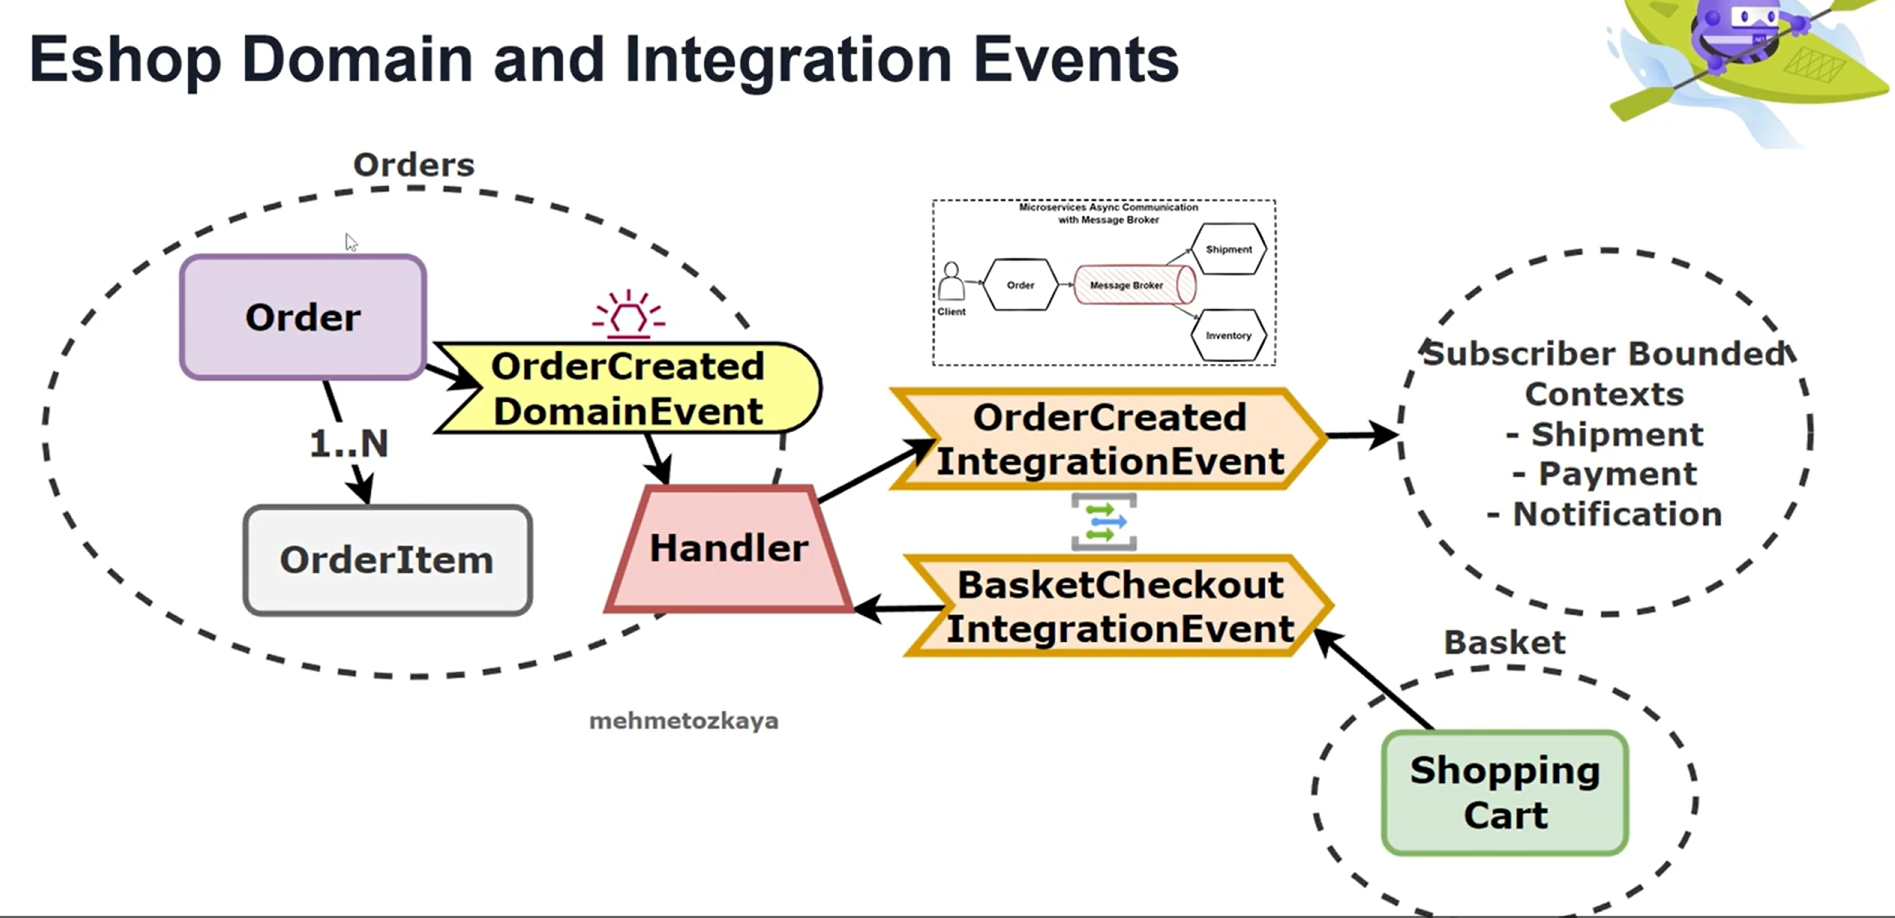 Eshop Domain and Integration Events
Orders
Order
OrderCreated
DomainEvent
1..N
OrderItem
Handler
mehmetozkaya
Microservices Async Communication
with Message Broker
Client
Order
Message Broker
Shipment
Inventory
OrderCreated
IntegrationEvent
BasketCheckout
IntegrationEvent
Subscriber Bounded
Contexts
- Shipment
- Payment
- Notification
Basket
Shopping
Cart